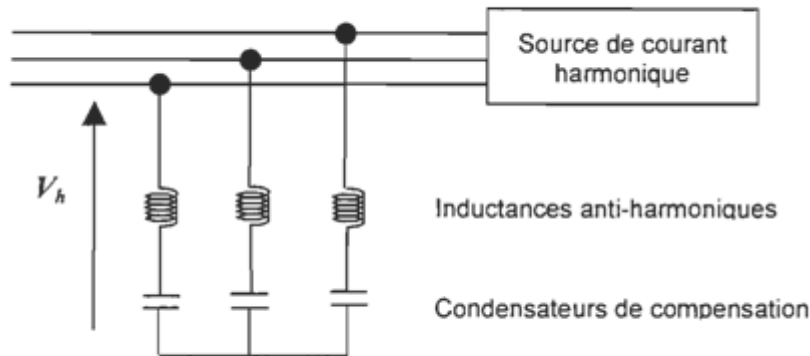 Source de courant
harmonique
V_h
Inductances anti-harmoniques
Condensateurs de compensation